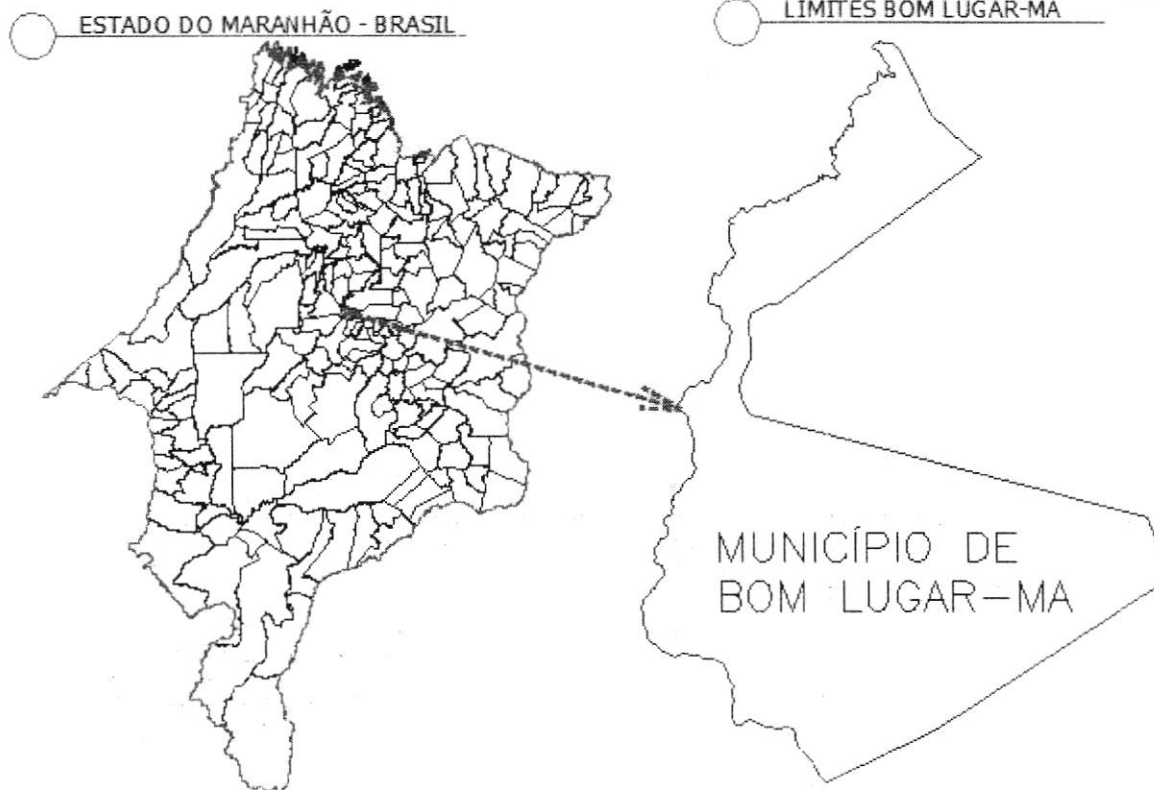 ESTADO DO MARANHÃO - BRASIL
LIMITES BOM LUGAR-MA
MUNICÍPIO DE
BOM LUGAR-MA